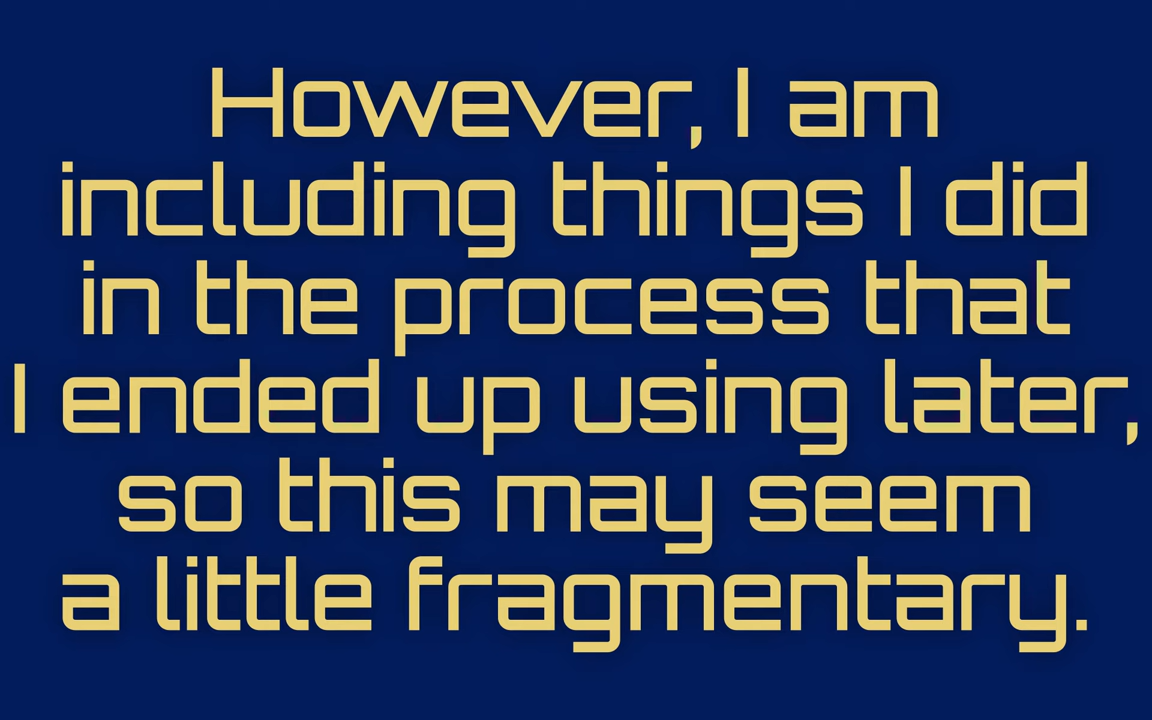 However, I am
including things I did
in the process that
I ended up using later,
so this may seem
a little fragmentary.